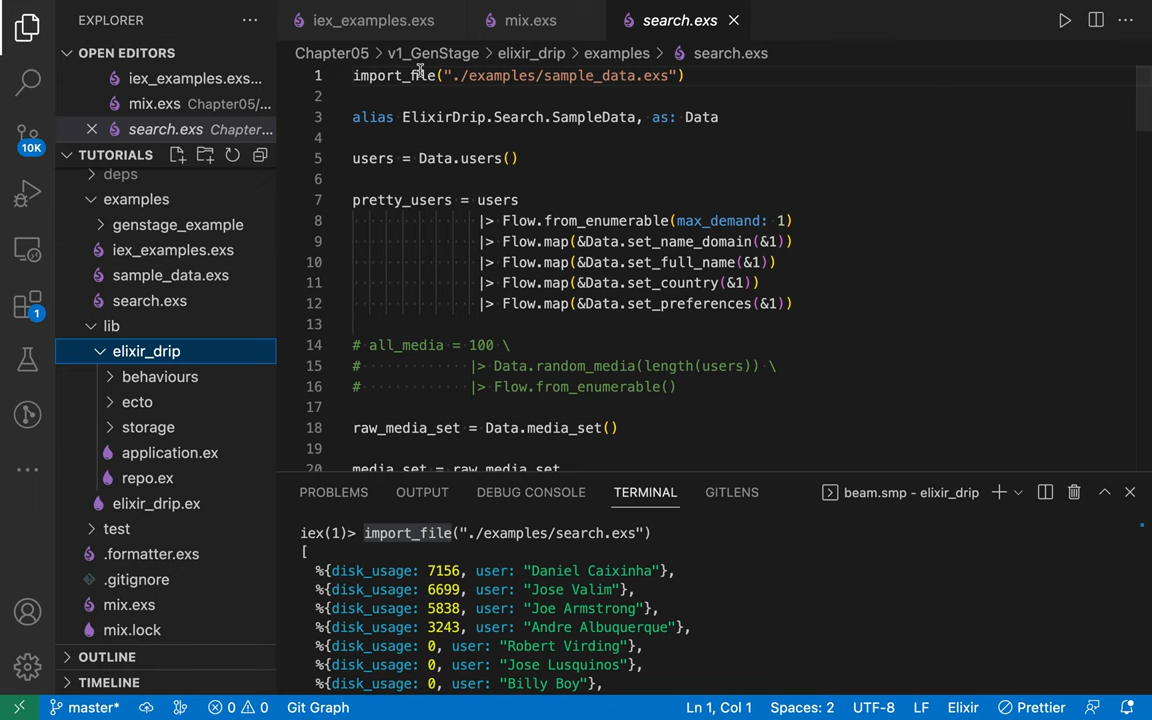 EXPLORER
OPEN EDITORS
iex_examples.exs...
mix.exs Chapter05/...
search.exs Chapter...
10K
TUTORIALS
deps
examples
genstage_example
iex_examples.exs
sample_data.exs
search.exs
1
lib
elixir_drip
behaviours
ecto
storage
application.ex
repo.ex
elixir_drip.ex
test
.formatter.exs
.gitignore
mix.exs
mix.lock
OUTLINE
TIMELINE
iex_examples.exs mix.exs search.exs
Chapter05 > v1_GenStage > elixir_drip > examples > search.exs
1 import_file("./examples/sample_data.exs")
2
3 alias ElixirDrip.Search.SampleData, as: Data
4
5 users = Data.users()
6
7 pretty_users = users
8 |> Flow.from_enumerable(max_demand: 1)
9 |> Flow.map(&Data.set_name_domain(&1))
10 |> Flow.map(&Data.set_full_name(&1))
11 |> Flow.map(&Data.set_country(&1))
12 |> Flow.map(&Data.set_preferences(&1))
13
14 # all_media = 100 \
15 # |> Data.random_media(length(users)) \
16 # |> Flow.from_enumerable()
17
18 raw_media_set = Data.media_set()
19
20 media_set = raw_media_set
PROBLEMS OUTPUT DEBUG CONSOLE TERMINAL GITLENS beam.smp - elixir_drip
iex(1)> import_file("./examples/search.exs")
[
%{disk_usage: 7156, user: "Daniel Caixinha"},
%{disk_usage: 6699, user: "Jose Valim"},
%{disk_usage: 5838, user: "Joe Armstrong"},
%{disk_usage: 3243, user: "Andre Albuquerque"},
%{disk_usage: 0, user: "Robert Virding"},
%{disk_usage: 0, user: "Jose Lusquinos"},
%{disk_usage: 0, user: "Billy Boy"},
master* 0 0 Git Graph Ln 1, Col 1 Spaces: 2 UTF-8 LF Elixir Prettier